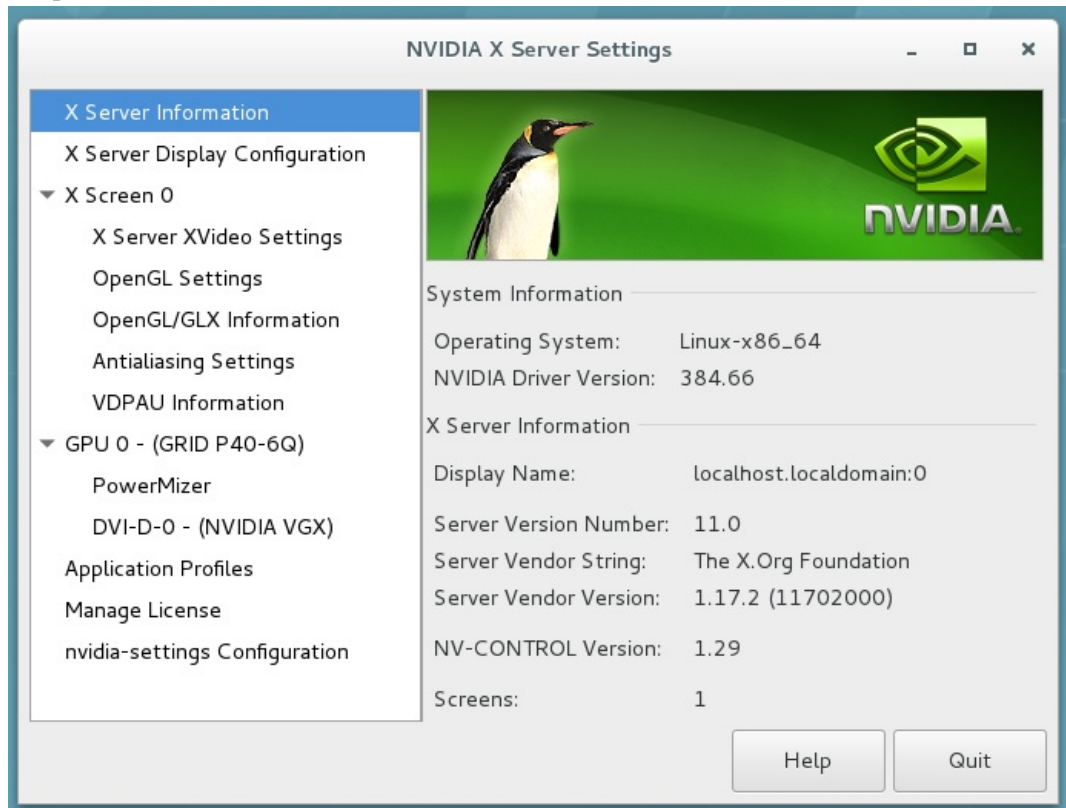 NVIDIA X Server Settings
X Server Information
X Server Display Configuration
X Screen 0
X Server XVideo Settings
OpenGL Settings
OpenGL/GLX Information
Antialiasing Settings
VDPAU Information
GPU 0 - (GRID P40-6Q)
PowerMizer
DVI-D-0 - (NVIDIA VGX)
Application Profiles
Manage License
nvidia-settings Configuration
NVIDIA.
System Information
Operating System: Linux-x86_64
NVIDIA Driver Version: 384.66
X Server Information
Display Name: localhost.localdomain:0
Server Version Number: 11.0
Server Vendor String: The X.Org Foundation
Server Vendor Version: 1.17.2 (11702000)
NV-CONTROL Version: 1.29
Screens: 1
Help Quit